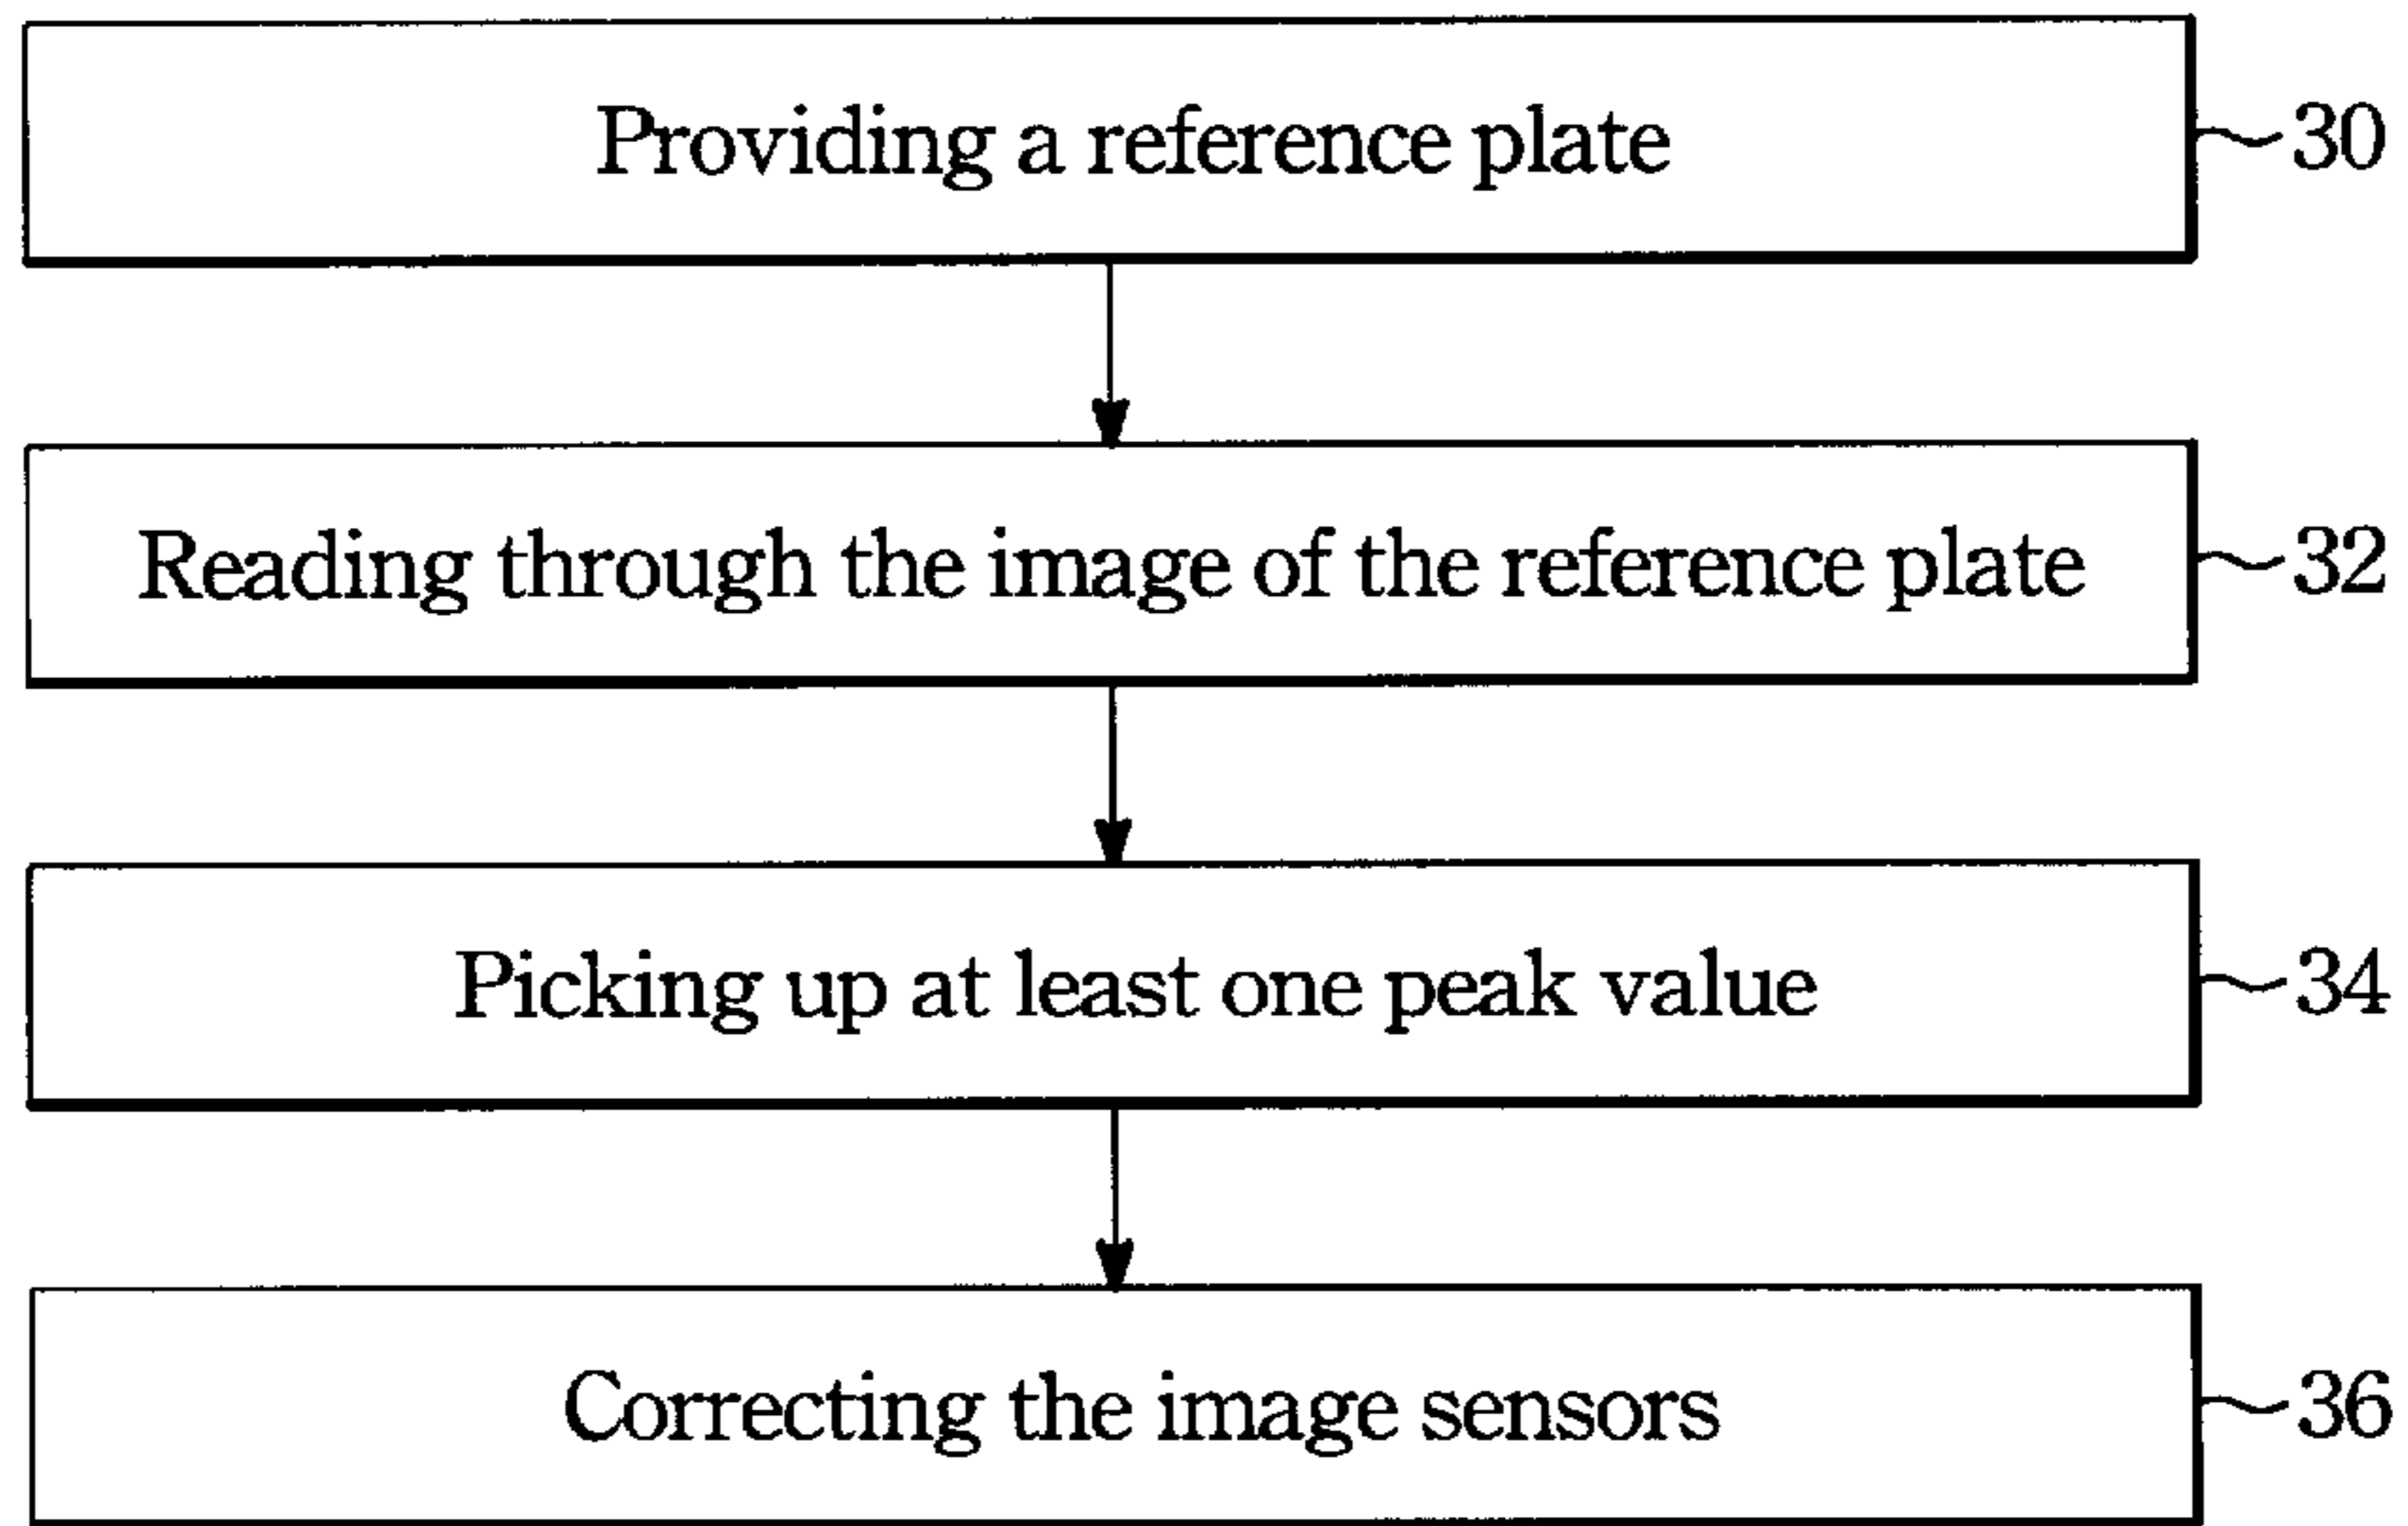 Providing a reference plate 30
Reading through the image of the reference plate 32
Picking up at least one peak value 34
Correcting the image sensors 36